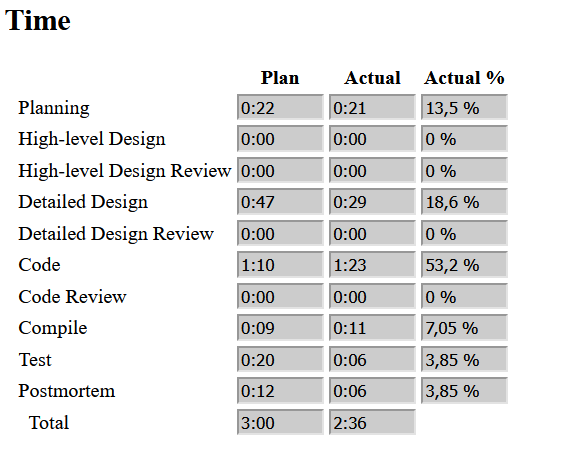 Time
Plan Actual Actual %
Planning 0:22 0:21 13,5 %
High-level Design 0:00 0:00 0 %
High-level Design Review 0:00 0:00 0 %
Detailed Design 0:47 0:29 18,6 %
Detailed Design Review 0:00 0:00 0 %
Code 1:10 1:23 53,2 %
Code Review 0:00 0:00 0 %
Compile 0:09 0:11 7,05 %
Test 0:20 0:06 3,85 %
Postmortem 0:12 0:06 3,85 %
Total 3:00 2:36